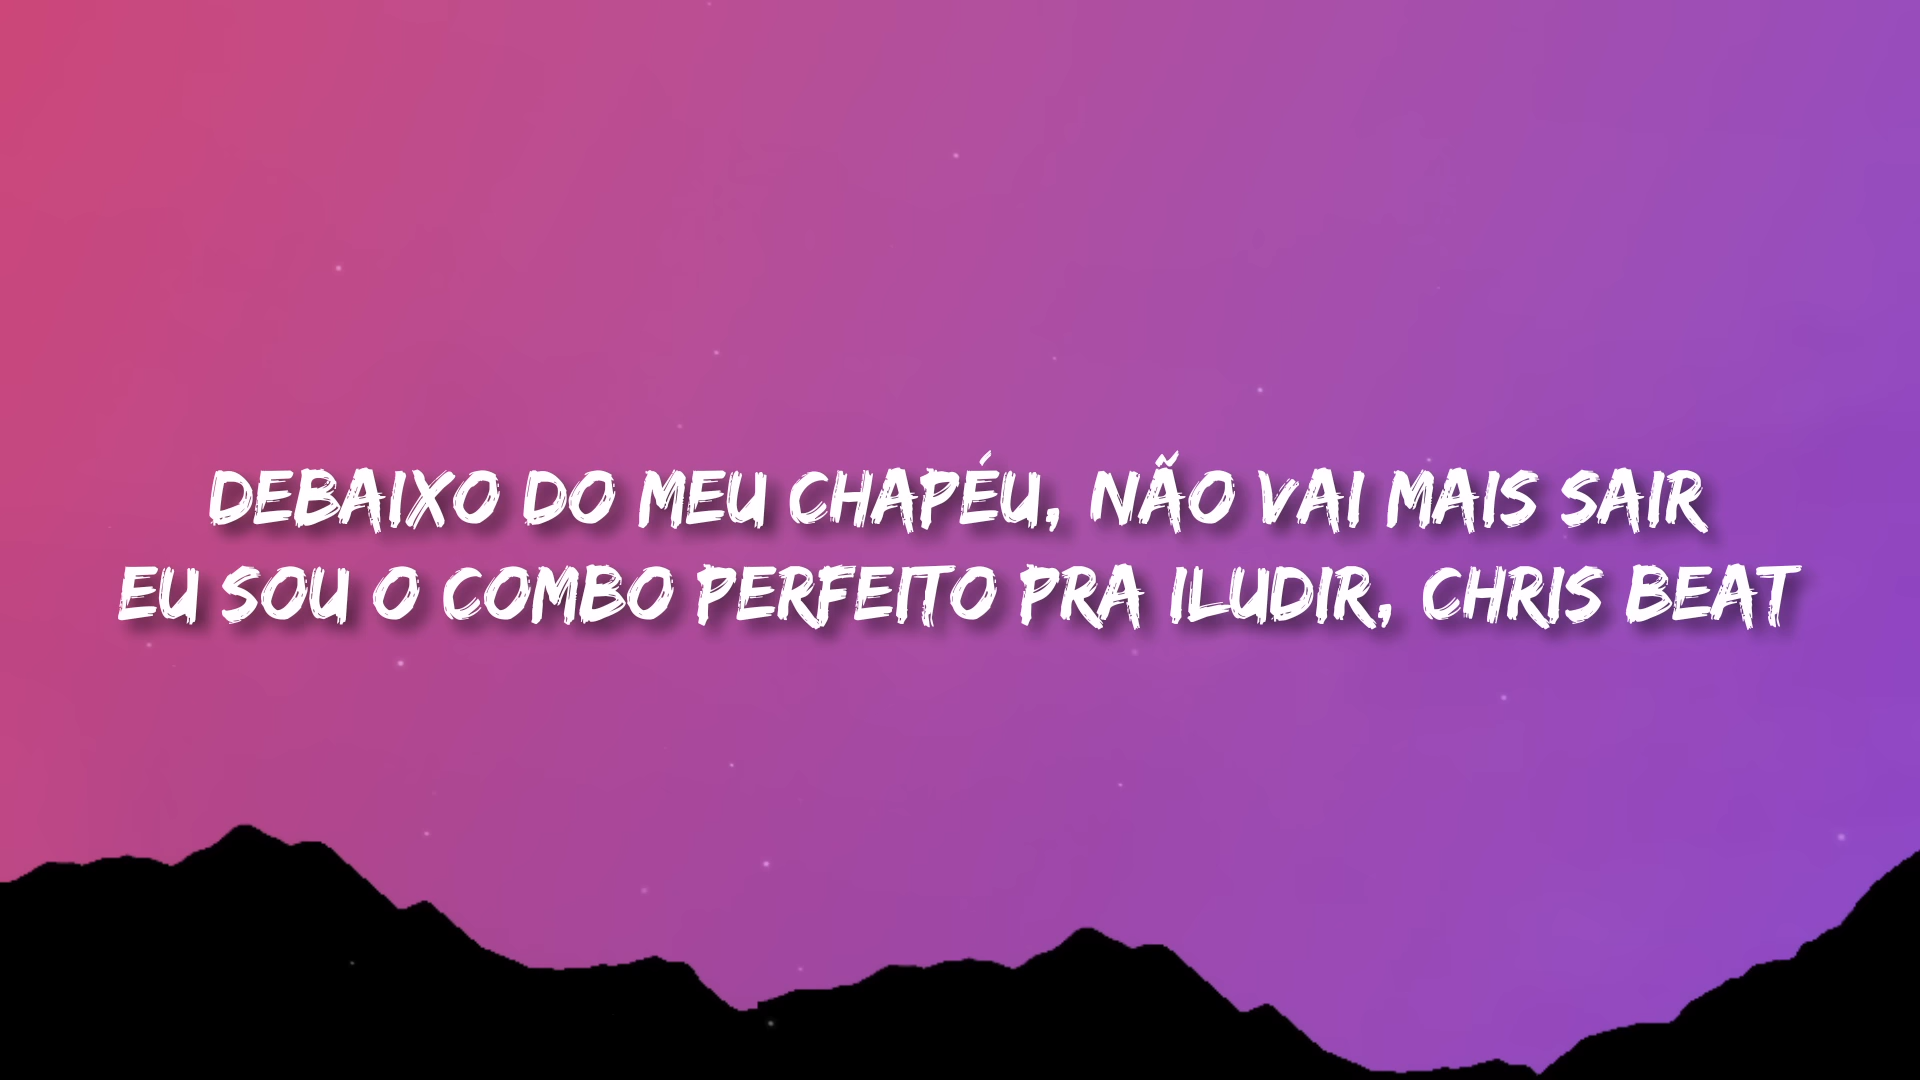 DEBAIXO DO MEU CHAPÉU, NÃO VAI MAIS SAIR
EU SOU O COMBO PERFEITO PRA ILUDIR, CHRIS BEAT